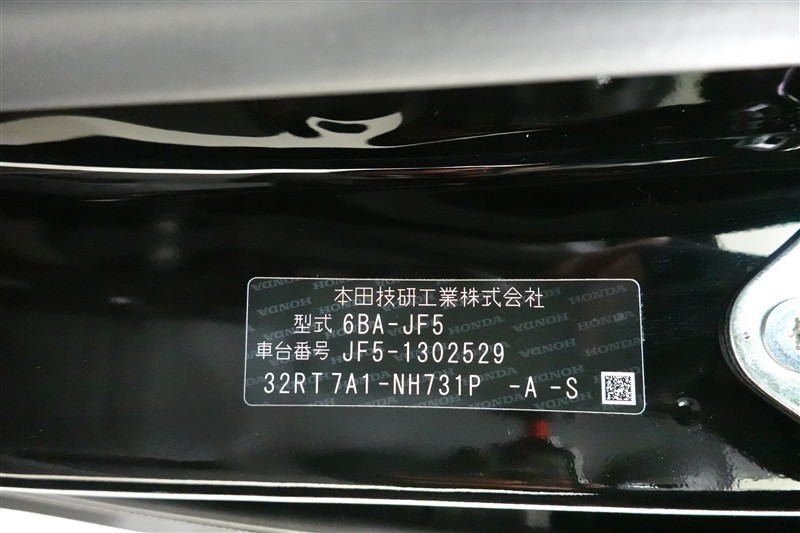 本田技研工業株式会社
型式 6BA-JF5
車台番号 JF5-1302529
32RT7A1-NH731P -A-S